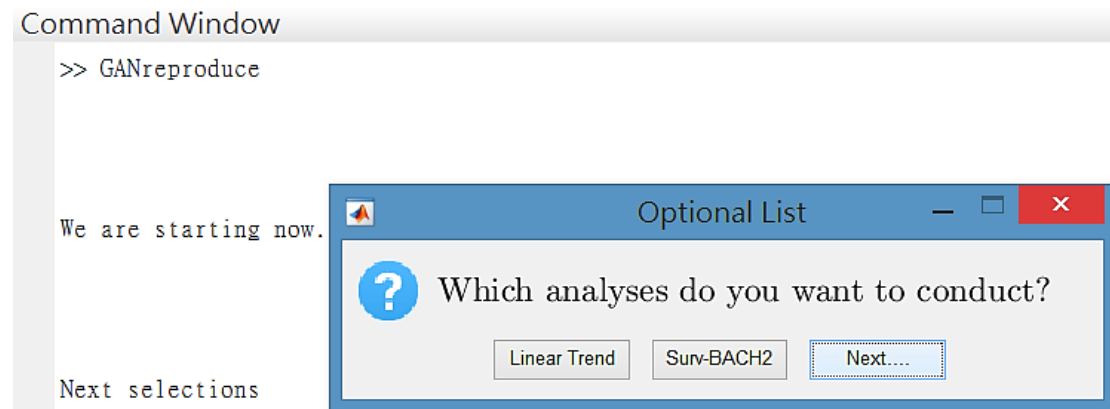 Command Window
>> GANreproduce
We are starting now.
Optional List
Which analyses do you want to conduct?
Linear Trend
Surv-BACH2
Next....
Next selections